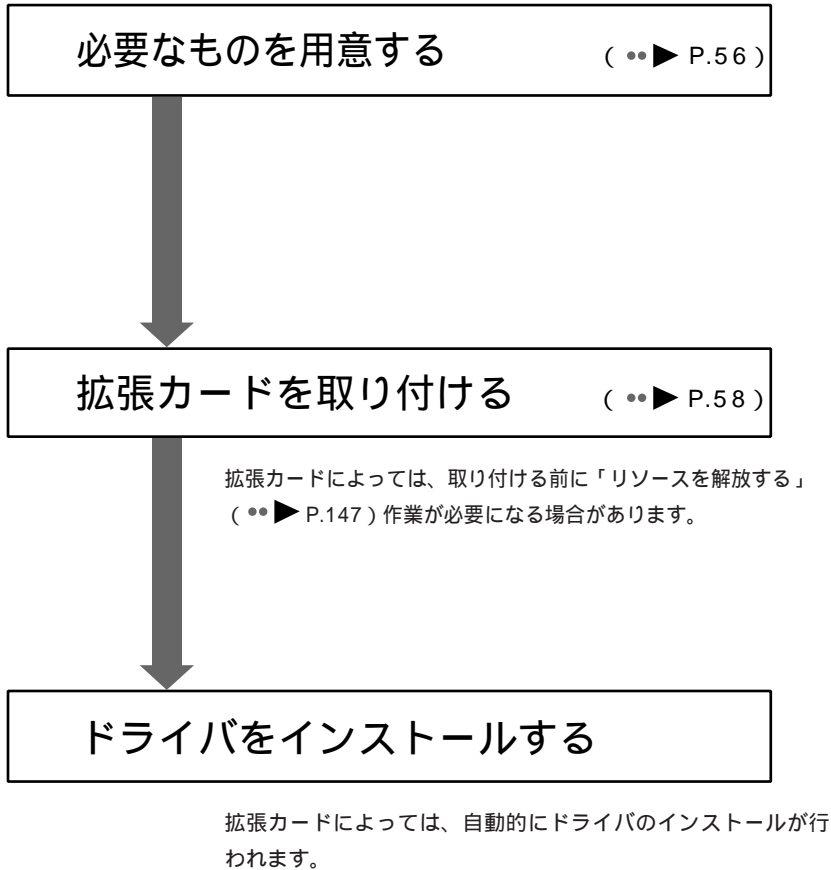 必要なものを用意する （ ••▶ P.56）
拡張カードを取り付ける （ ••▶ P.58）
拡張カードによっては、取り付ける前に「リソースを解放する」
（ ••▶ P.147）作業が必要になる場合があります。
ドライバをインストールする
拡張カードによっては、自動的にドライバのインストールが行
われます。